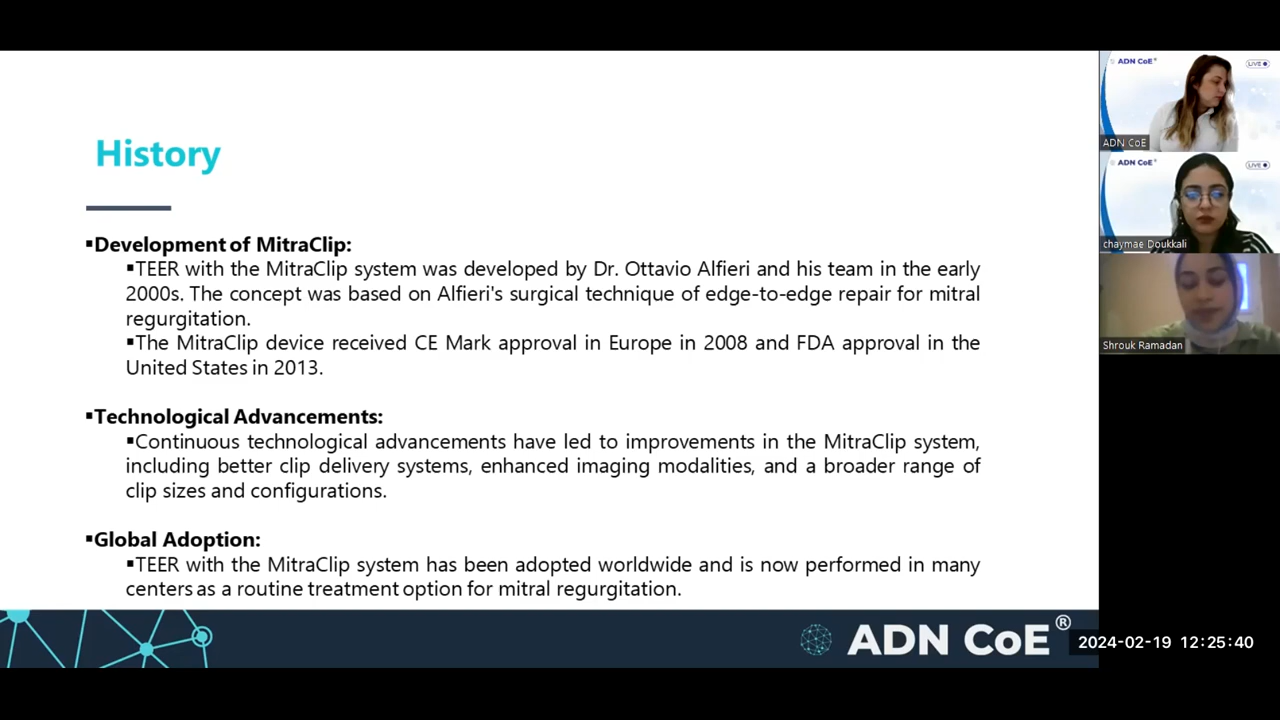 History
▪Development of MitraClip:
▪TEER with the MitraClip system was developed by Dr. Ottavio Alfieri and his team in the early
2000s. The concept was based on Alfieri's surgical technique of edge-to-edge repair for mitral
regurgitation.
▪The MitraClip device received CE Mark approval in Europe in 2008 and FDA approval in the
United States in 2013.
▪Technological Advancements:
▪Continuous technological advancements have led to improvements in the MitraClip system,
including better clip delivery systems, enhanced imaging modalities, and a broader range of
clip sizes and configurations.
▪Global Adoption:
▪TEER with the MitraClip system has been adopted worldwide and is now performed in many
centers as a routine treatment option for mitral regurgitation.
ADN CoE®
ADN CoE®
LIVE
ADN CoE
ADN CoE®
LIVE
chaymae Doukkali
Shrouk Ramadan
2024-02-19 12:25:40